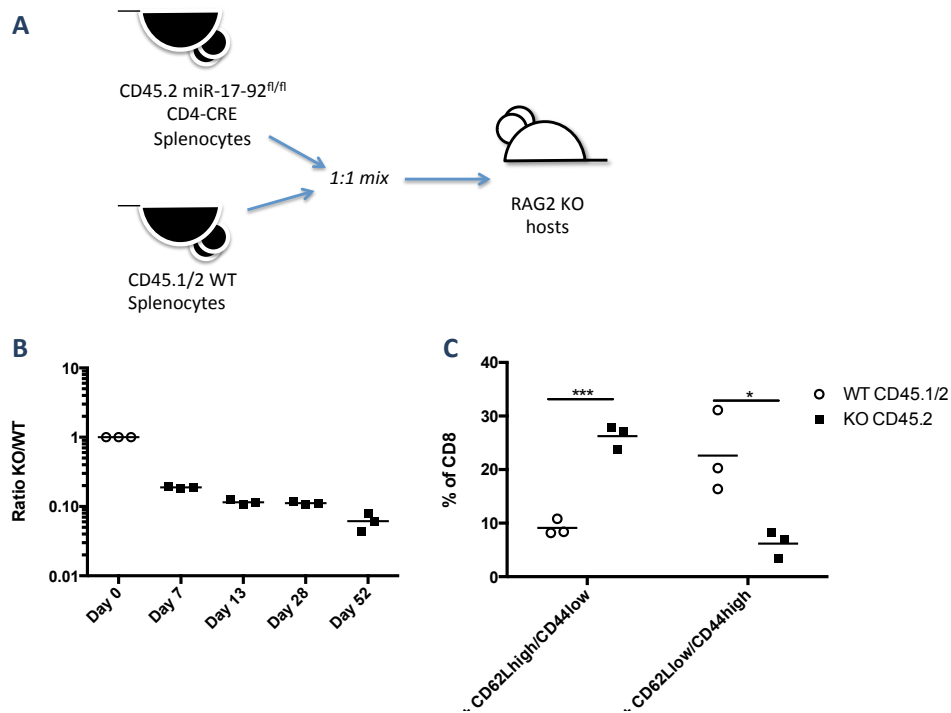 A
CD45.2 miR-17-92fl/fl
CD4-CRE
Splenocytes
1:1 mix
RAG2 KO
hosts
CD45.1/2 WT
Splenocytes
B
Ratio KO/WT
10
1
0.10
0.01
Day 0
Day 7
Day 13
Day 28
Day 52
C
% of CD8
40
30
20
10
0
***
*
WT CD45.1/2
KO CD45.2
CD62Lhigh/CD44low
CD62Llow/CD44high